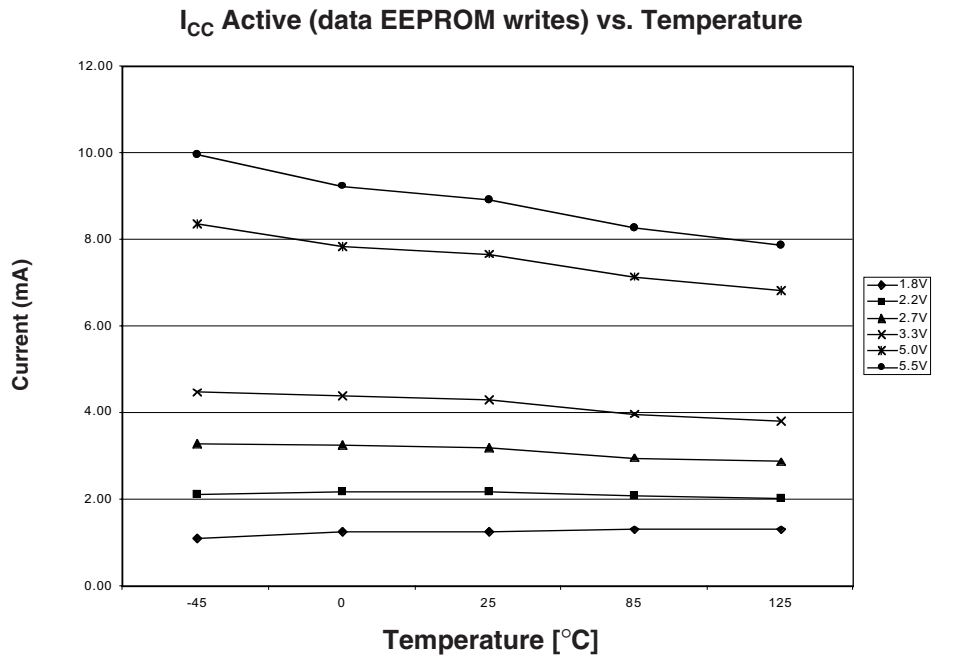 I_CC Active (data EEPROM writes) vs. Temperature
12.00
10.00
8.00
6.00
4.00
2.00
0.00
Current (mA)
-45 0 25 85 125
Temperature [°C]
1.8V
2.2V
2.7V
3.3V
5.0V
5.5V